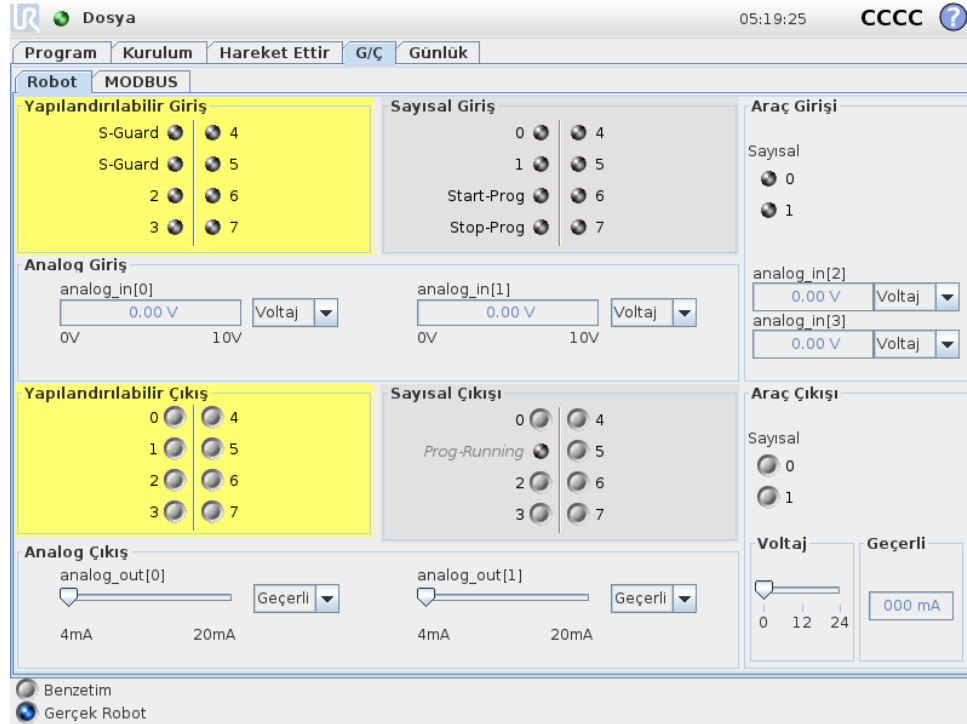 UR Dosya 05:19:25 CCCC ?
Program Kurulum Hareket Ettir G/Ç Günlük
Robot MODBUS
Yapılandırılabilir Giriş
S-Guard 4
S-Guard 5
2 6
3 7
Sayısal Giriş
0 4
1 5
Start-Prog 6
Stop-Prog 7
Araç Girişi
Sayısal
0
1
analog_in[2]
0.00 V Voltaj
analog_in[3]
0.00 V Voltaj
Analog Giriş
analog_in[0]
0.00 V Voltaj
0V 10V
analog_in[1]
0.00 V Voltaj
0V 10V
Yapılandırılabilir Çıkış
0 4
1 5
2 6
3 7
Sayısal Çıkışı
0 4
Prog-Running 5
2 6
3 7
Araç Çıkışı
Sayısal
0
1
Voltaj
0 12 24
Geçerli
000 mA
Analog Çıkış
analog_out[0]
Geçerli
4mA 20mA
analog_out[1]
Geçerli
4mA 20mA
Benzetim
Gerçek Robot